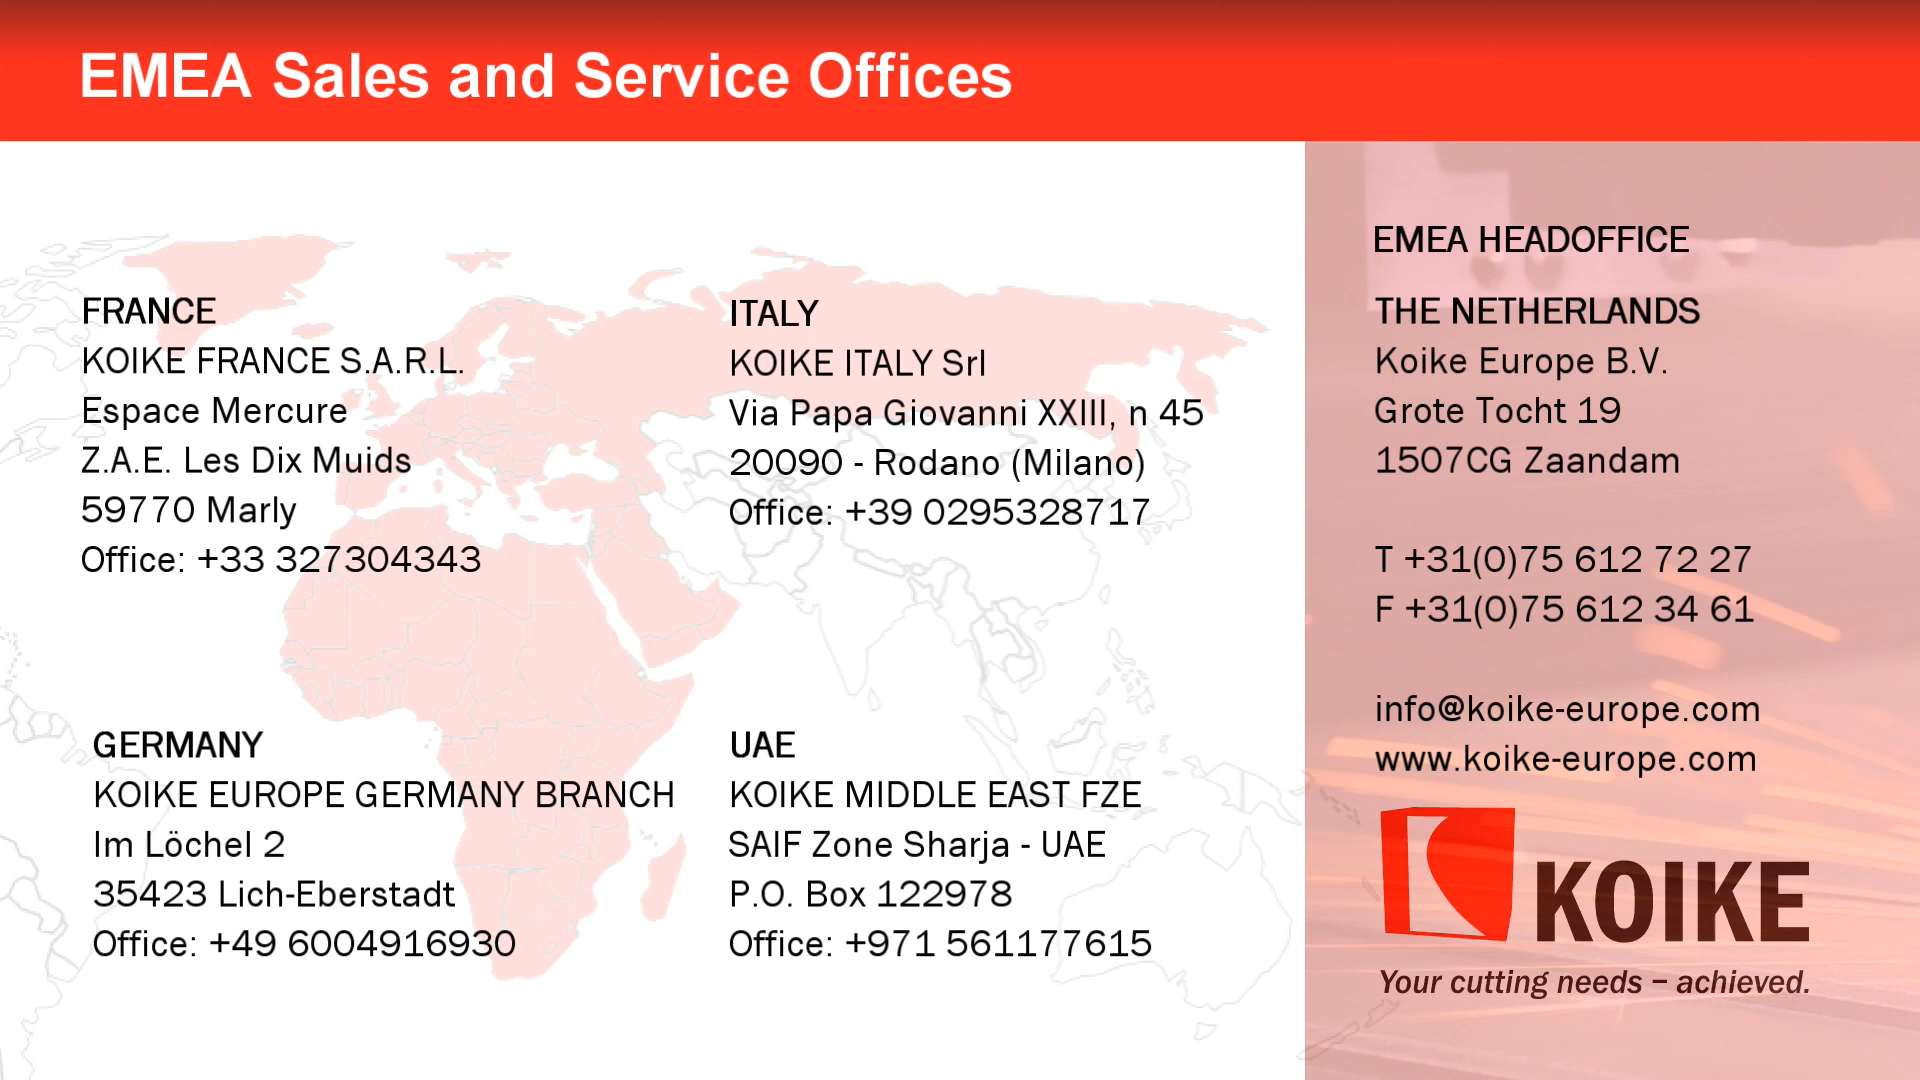 EMEA Sales and Service Offices
FRANCE
KOIKE FRANCE S.A.R.L.
Espace Mercure
Z.A.E. Les Dix Muids
59770 Marly
Office: +33 327304343
ITALY
KOIKE ITALY Srl
Via Papa Giovanni XXIII, n 45
20090 - Rodano (Milano)
Office: +39 0295328717
GERMANY
KOIKE EUROPE GERMANY BRANCH
Im Löchel 2
35423 Lich-Eberstadt
Office: +49 6004916930
UAE
KOIKE MIDDLE EAST FZE
SAIF Zone Sharja - UAE
P.O. Box 122978
Office: +971 561177615
EMEA HEADOFFICE
THE NETHERLANDS
Koike Europe B.V.
Grote Tocht 19
1507CG Zaandam
T +31(0)75 612 72 27
F +31(0)75 612 34 61
info@koike-europe.com
www.koike-europe.com
KOIKE
Your cutting needs – achieved.